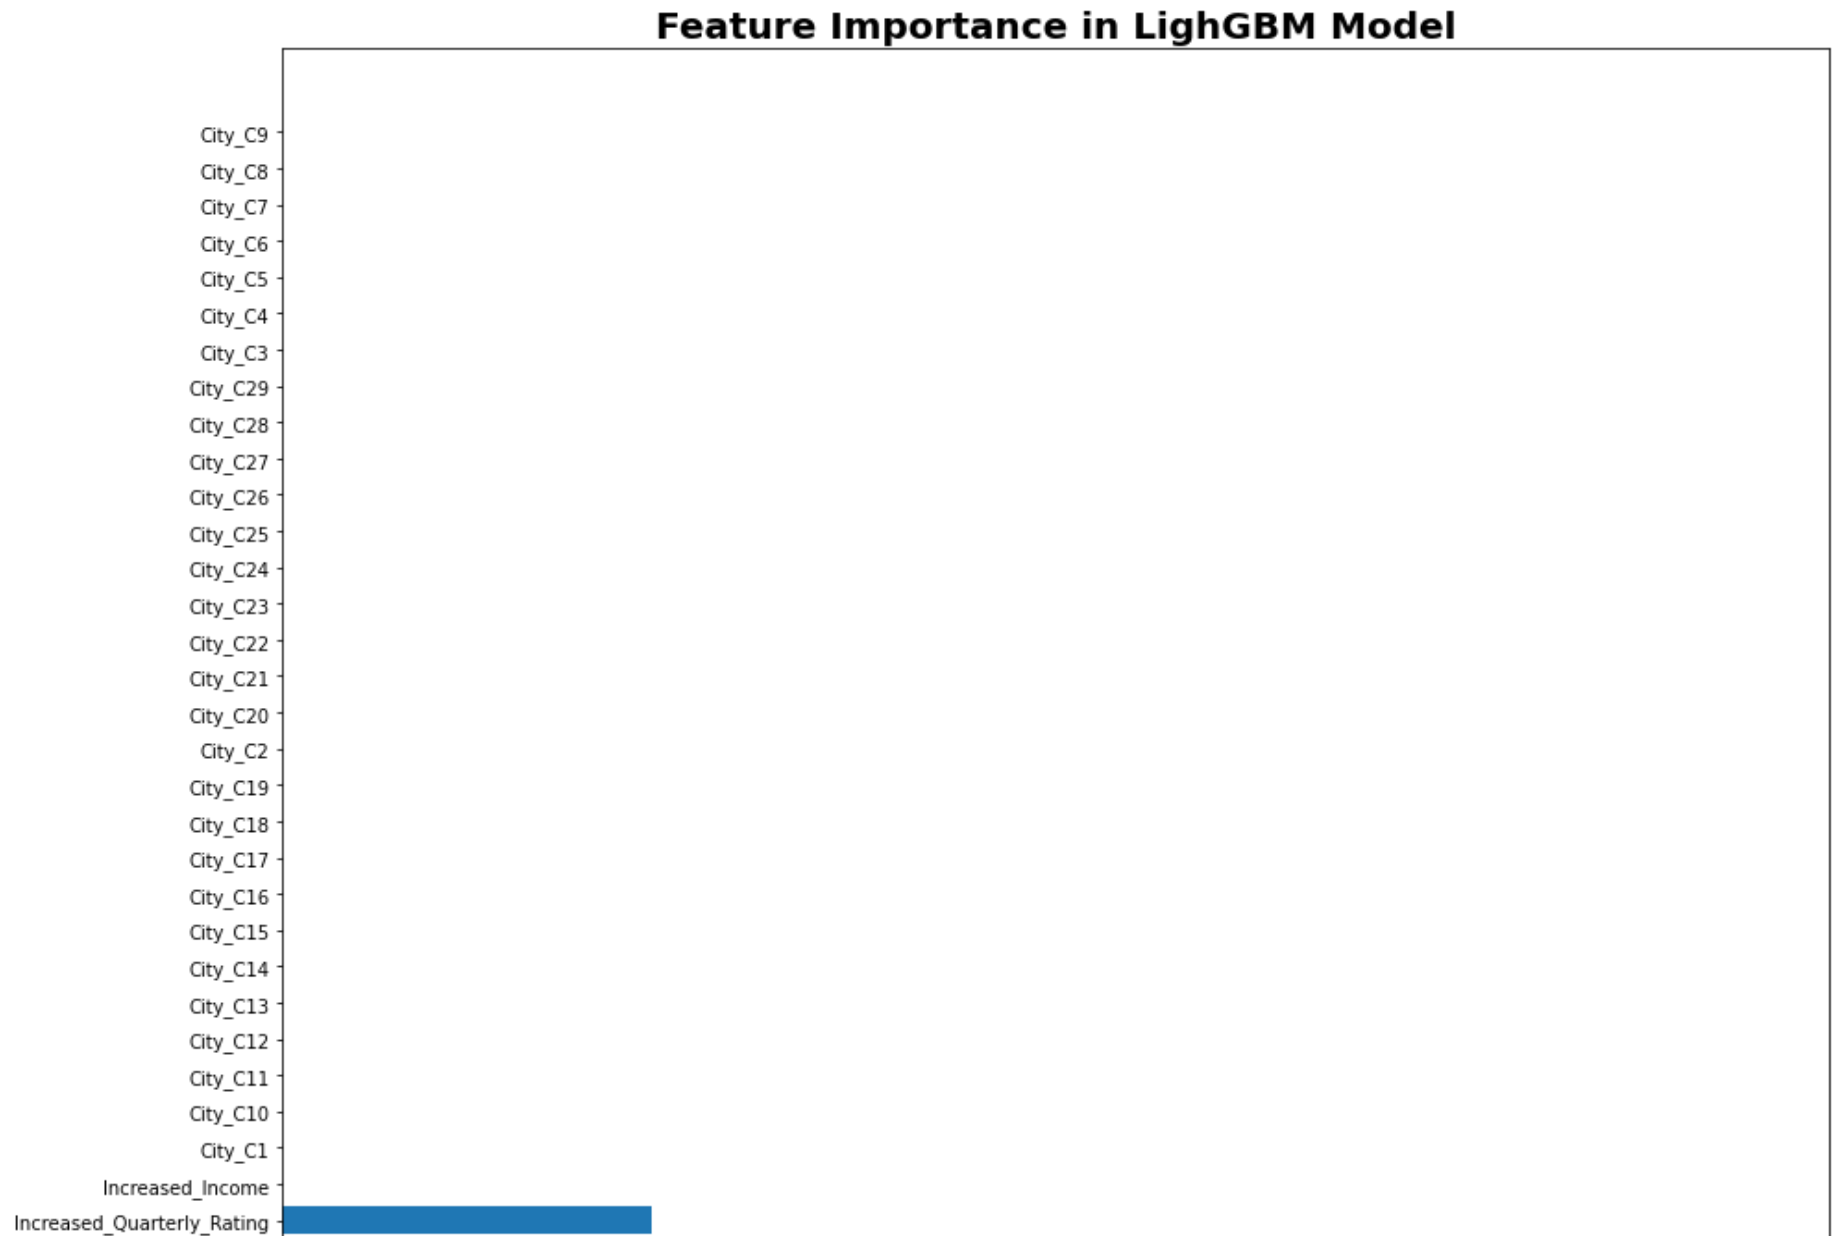 Feature Importance in LighGBM Model
City_C9
City_C8
City_C7
City_C6
City_C5
City_C4
City_C3
City_C29
City_C28
City_C27
City_C26
City_C25
City_C24
City_C23
City_C22
City_C21
City_C20
City_C2
City_C19
City_C18
City_C17
City_C16
City_C15
City_C14
City_C13
City_C12
City_C11
City_C10
City_C1
Increased_Income
Increased_Quarterly_Rating